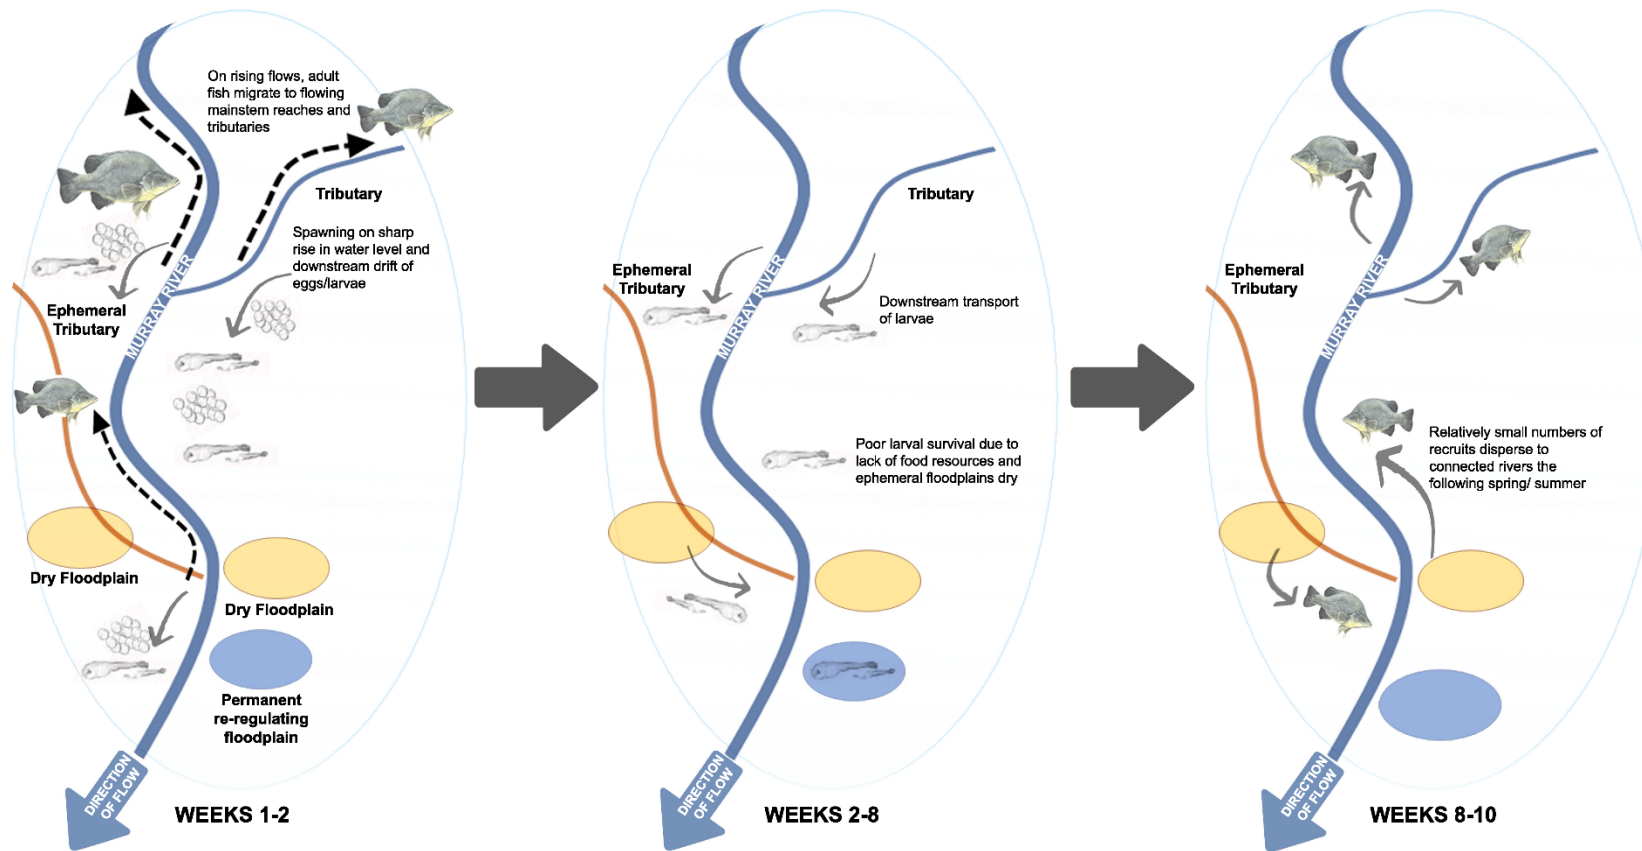 On rising flows, adult
fish migrate to flowing
mainstem reaches and
tributaries
Tributary
Spawning on sharp
rise in water level and
downstream drift of
eggs/larvae
Ephemeral
Tributary
MURRAY RIVER
Dry Floodplain
Dry Floodplain
Permanent
re-regulating
floodplain
DIRECTION
OF FLOW
WEEKS 1-2
Tributary
Ephemeral
Tributary
MURRAY RIVER
Downstream transport
of larvae
Poor larval survival due to
lack of food resources and
ephemeral floodplains dry
DIRECTION
OF FLOW
WEEKS 2-8
Ephemeral
Tributary
MURRAY RIVER
Relatively small numbers of
recruits disperse to
connected rivers the
following spring/ summer
DIRECTION
OF FLOW
WEEKS 8-10